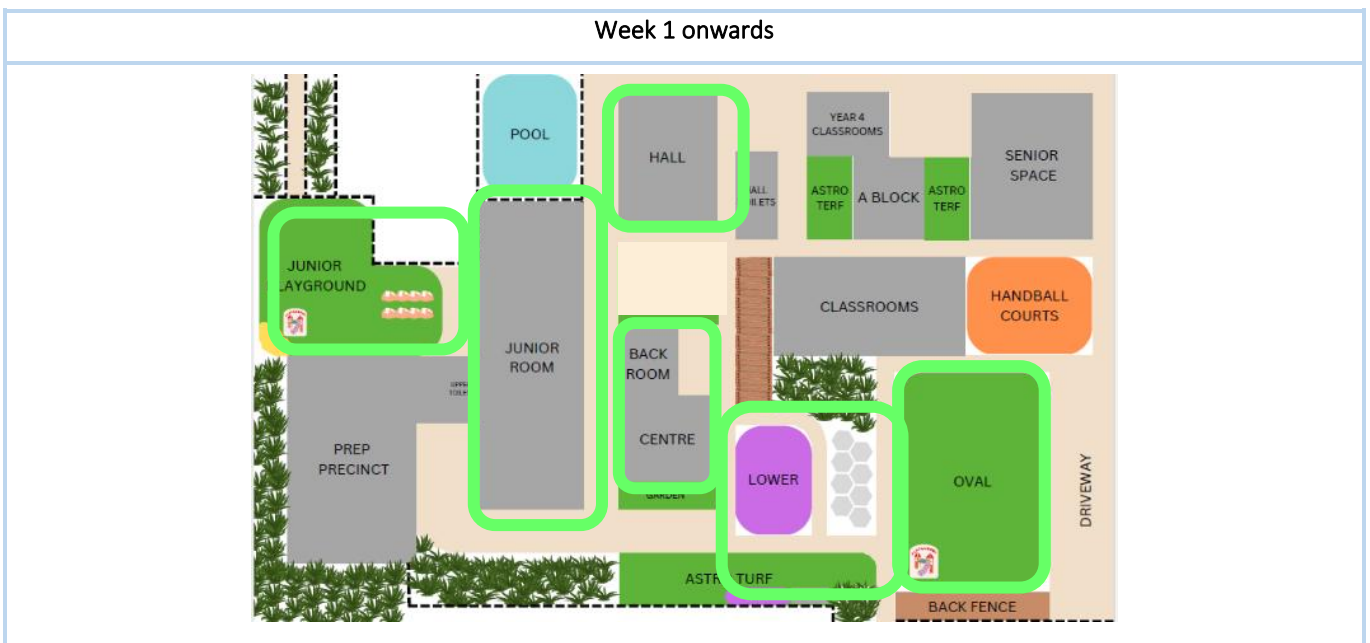 Week 1 onwards
POOL
HALL
YEAR 4
CLASSROOMS
SENIOR
SPACE
ASTRO
TERF
A BLOCK
ASTRO
TERF
JUNIOR
LAYGROUND
CLASSROOMS
HANDBALL
COURTS
JUNIOR
ROOM
BACK
ROOM
CENTRE
PREP
PRECINCT
LOWER
OVAL
DRIVEWAY
GARDEN
TURF
BACK FENCE